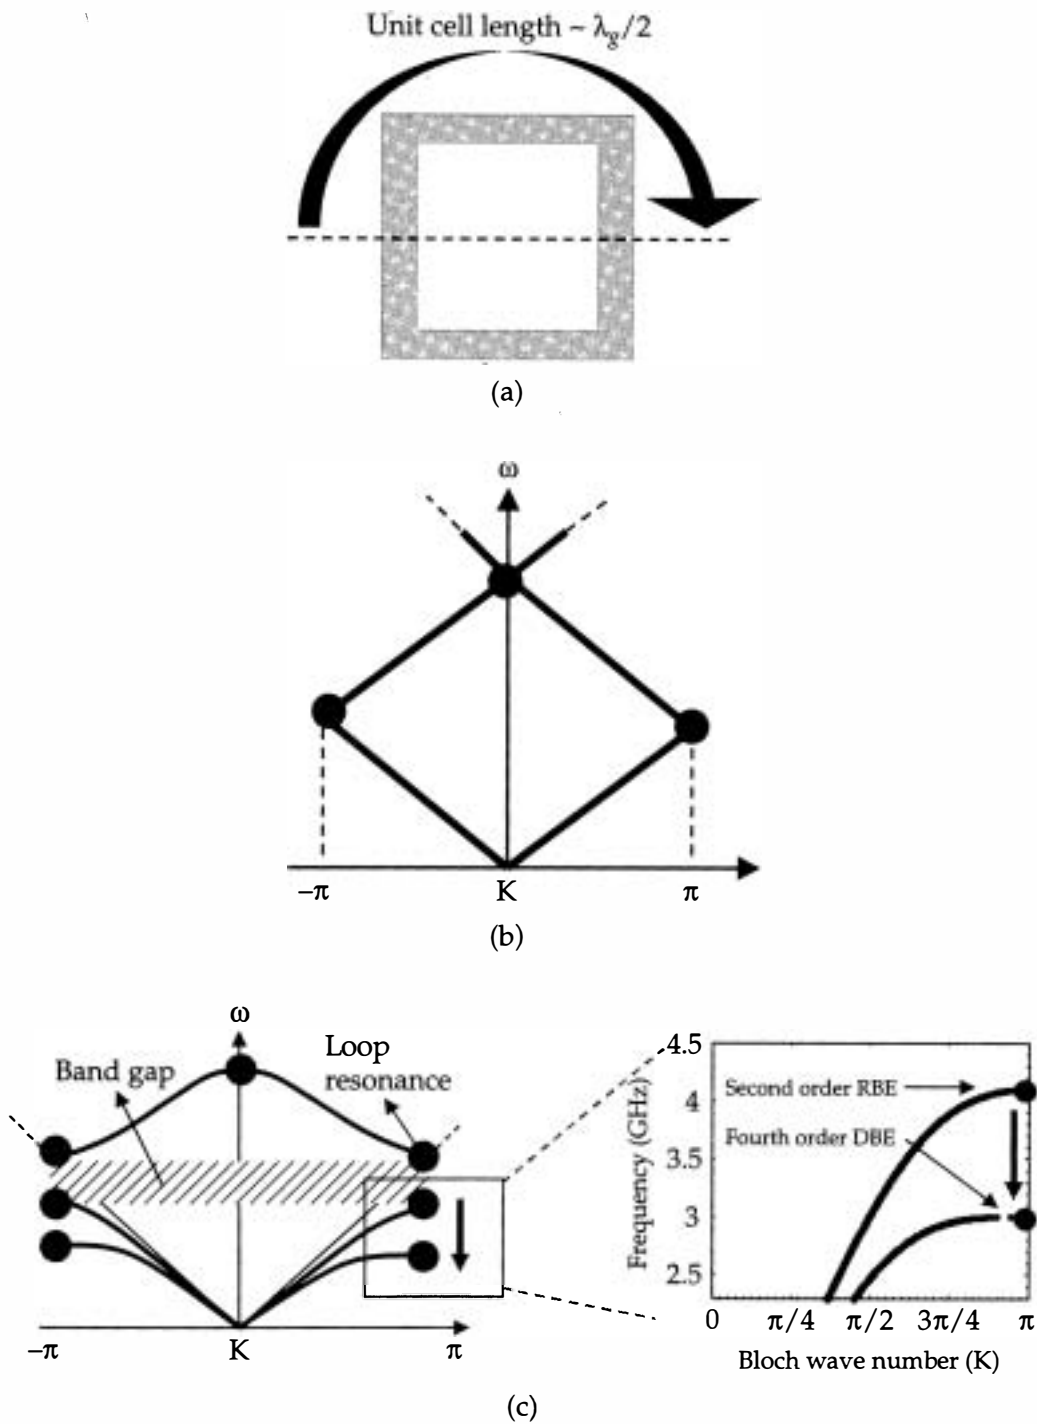 Unit cell length ~ λg/2
(a)
ω
−π
K
π
(b)
ω
Band gap
Loop
resonance
−π
K
π
4.5
4
3.5
3
2.5
Frequency (GHz)
Second order RBE
Fourth order DBE
0
π/4
π/2
3π/4
π
Bloch wave number (K)
(c)